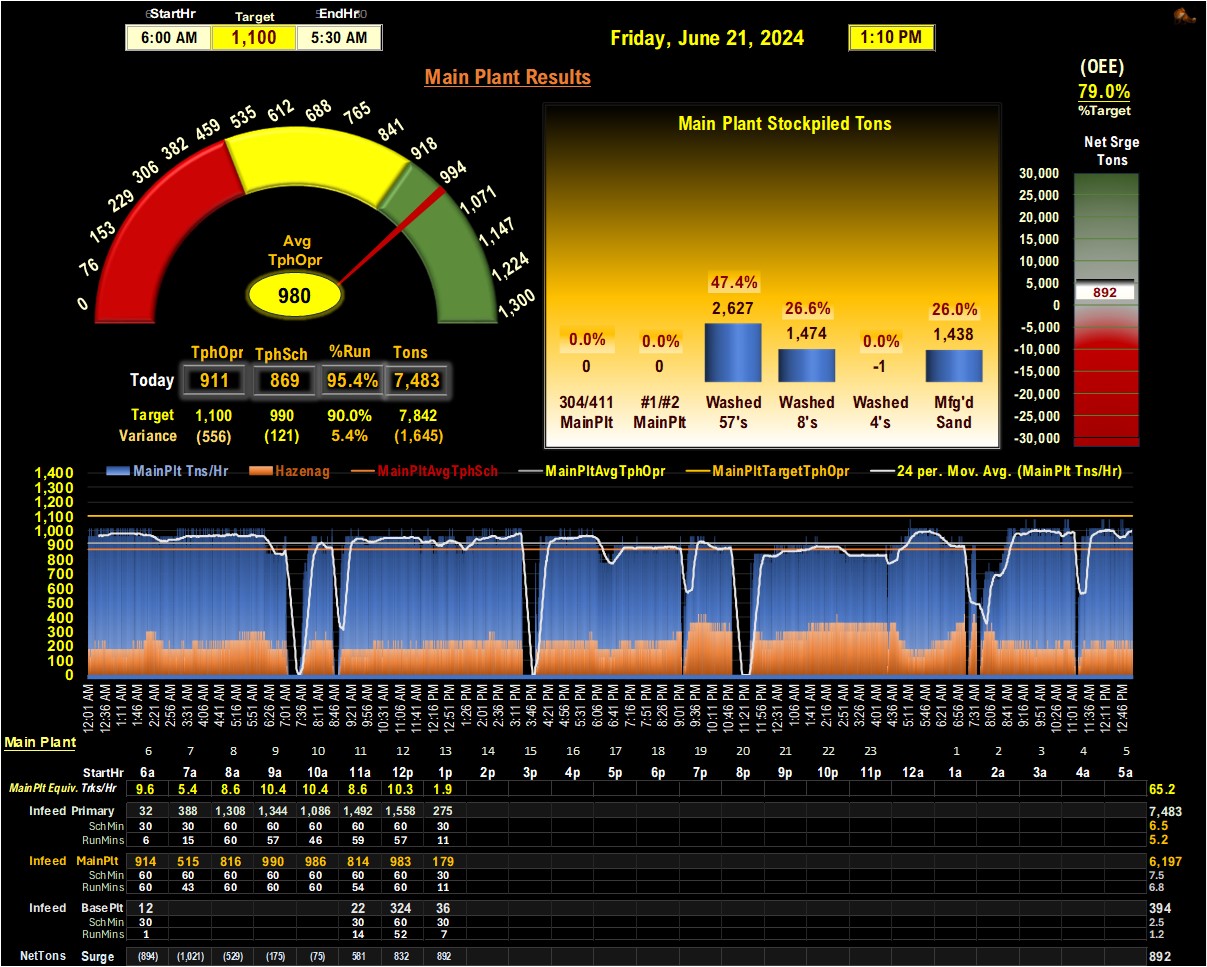 StartHr Target EndHr
6:00 AM 1,100 5:30 AM
Friday, June 21, 2024 1:10 PM
Main Plant Results
(OEE)
79.0%
%Target
Net Srge
Tons
30,000
25,000
20,000
15,000
10,000
5,000
892
0
-5,000
-10,000
-15,000
-20,000
-25,000
-30,000
0 76 153 229 306 382 459 535 612 688 765 841 918 994 1,071 1,147 1,224 1,300
Avg
TphOpr
980
TphOpr TphSch %Run Tons
Today 911 869 95.4% 7,483
Target 1,100 990 90.0% 7,842
Variance (556) (121) 5.4% (1,645)
Main Plant Stockpiled Tons
0.0% 0.0% 47.4% 26.6% 0.0% 26.0%
0 0 2,627 1,474 -1 1,438
304/411 #1/#2 Washed Washed Washed Mfg'd
MainPlt MainPlt 57's 8's 4's Sand
MainPlt Tns/Hr Hazenag MainPltAvgTphSch MainPltAvgTphOpr MainPltTargetTphOpr 24 per. Mov. Avg. (MainPlt Tns/Hr)
1,400
1,300
1,200
1,100
1,000
900
800
700
600
500
400
300
200
100
0
12:01 AM 12:36 AM 1:11 AM 1:46 AM 2:21 AM 2:56 AM 3:31 AM 4:06 AM 4:41 AM 5:16 AM 5:51 AM 6:26 AM 7:01 AM 7:36 AM 8:11 AM 8:46 AM 9:21 AM 9:56 AM 10:31 AM 11:06 AM 11:41 AM 12:16 PM 12:51 PM 1:26 PM 2:01 PM 2:36 PM 3:11 PM 3:46 PM 4:21 PM 4:56 PM 5:31 PM 6:06 PM 6:41 PM 7:16 PM 7:51 PM 8:26 PM 9:01 PM 9:36 PM 10:11 PM 10:46 PM 11:21 PM 11:56 PM 12:31 AM 1:06 AM 1:41 AM 2:16 AM 2:51 AM 3:26 AM 4:01 AM 4:36 AM 5:11 AM 5:46 AM 6:21 AM 6:56 AM 7:31 AM 8:06 AM 8:41 AM 9:16 AM 9:51 AM 10:26 AM 11:01 AM 11:36 AM 12:11 PM 12:46 PM
Main Plant
6 7 8 9 10 11 12 13 14 15 16 17 18 19 20 21 22 23 1 2 3 4 5
StartHr 6a 7a 8a 9a 10a 11a 12p 1p 2p 3p 4p 5p 6p 7p 8p 9p 10p 11p 12a 1a 2a 3a 4a 5a
MainPlt Equiv. Trks/Hr 9.6 5.4 8.6 10.4 10.4 8.6 10.3 1.9 65.2
Infeed Primary 32 388 1,308 1,344 1,086 1,492 1,558 275 7,483
SchMin 30 30 60 60 60 60 60 30 6.5
RunMins 6 15 60 57 46 59 57 11 5.2
Infeed MainPlt 914 515 816 990 986 814 983 179 6,197
SchMin 60 60 60 60 60 60 60 30 7.5
RunMins 60 43 60 60 60 54 60 11 6.8
Infeed BasePlt 12 22 324 36 394
SchMin 30 30 60 30 2.5
RunMins 1 14 52 7 1.2
NetTons Surge (894) (1,021) (529) (175) (75) 581 832 892 892